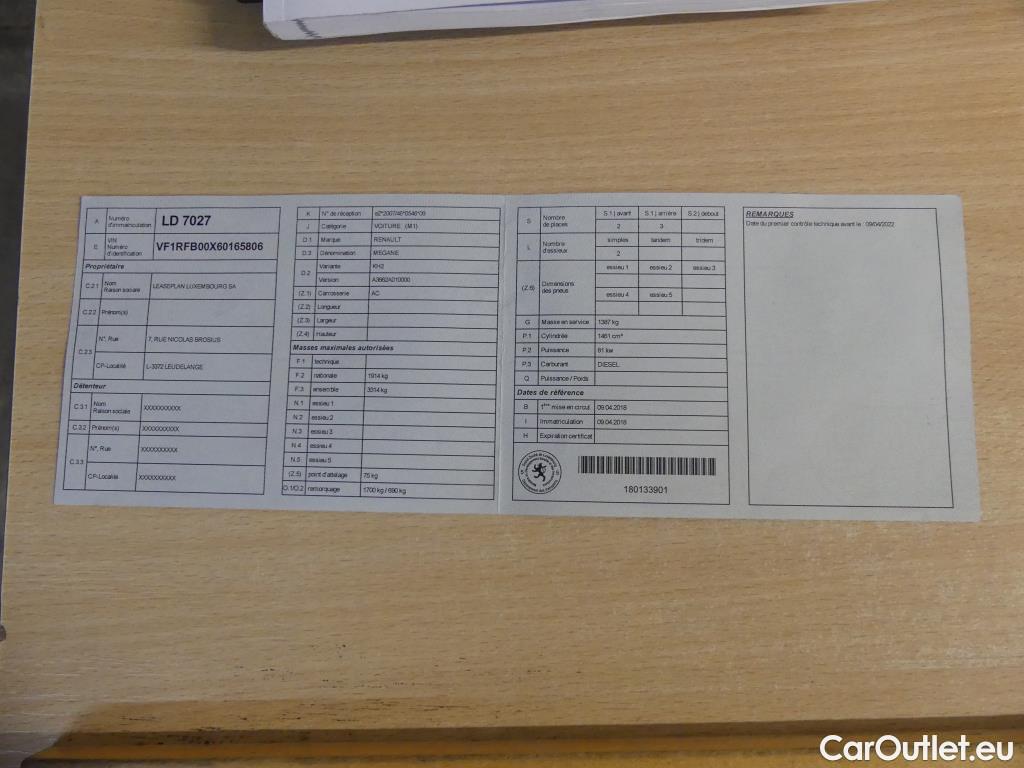 A Numéro d'immatriculation LD 7027
E VIN Numéro d'identification VF1RFB00X60165806
Propriétaire
C.2.1 Nom Raison sociale LEASEPLAN LUXEMBOURG SA
C.2.2 Prénom(s)
C.2.3 N°, Rue 7, RUE NICOLAS BROSIUS
CP-Localité L-3372 LEUDELANGE
Détenteur
C.3.1 Nom Raison sociale XXXXXXXXXX
C.3.2 Prénom(s) XXXXXXXXXX
C.3.3 N°, Rue XXXXXXXXXX
CP-Localité XXXXXXXXXX
K N° de réception e2*2007/46*0546*09
J Catégorie VOITURE (M1)
D.1 Marque RENAULT
D.3 Dénomination MEGANE
D.2 Variante KH2
Version A3662AD10000
(Z.1) Carrosserie AC
(Z.2) Longueur
(Z.3) Largeur
(Z.4) Hauteur
Masses maximales autorisées
F.1 technique
F.2 nationale 1914 kg
F.3 ensemble 3314 kg
N.1 essieu 1
N.2 essieu 2
N.3 essieu 3
N.4 essieu 4
N.5 essieu 5
(Z.5) point d'attelage 75 kg
O.1/O.2 remorquage 1700 kg / 690 kg
S Nombre de places S.1) avant S.1) arrière S.2) debout
2 3
L Nombre d'essieux simples tandem tridem
2
(Z.6) Dimensions des pneus essieu 1 essieu 2 essieu 3
essieu 4 essieu 5
G Masse en service 1387 kg
P.1 Cylindrée 1461 cm³
P.2 Puissance 81 kw
P.3 Carburant DIESEL
Q Puissance / Poids
Dates de référence
B 1ère mise en circul. 09.04.2018
I Immatriculation 09.04.2018
H Expiration certificat
180133901
REMARQUES
Date du premier contrôle technique avant le : 09/04/2022
CarOutlet.eu